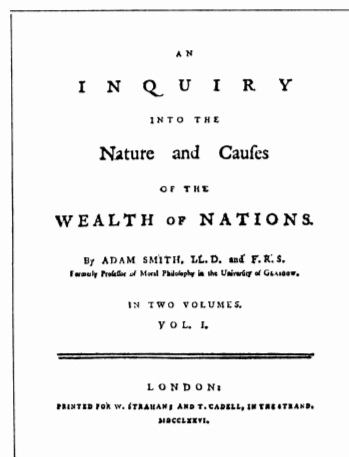 AN
INQUIRY
INTO THE
Nature and Cauſes
OF THE
WEALTH OF NATIONS.
By ADAM SMITH, LL.D. and F.R.S.
Formerly Profeſſor of Moral Philoſophy in the Univerſity of GLASGOW.
IN TWO VOLUMES.
VOL. I.
LONDON:
PRINTED FOR W. STRAHAN; AND T. CADELL, IN THE STRAND.
MDCCLXXVI.